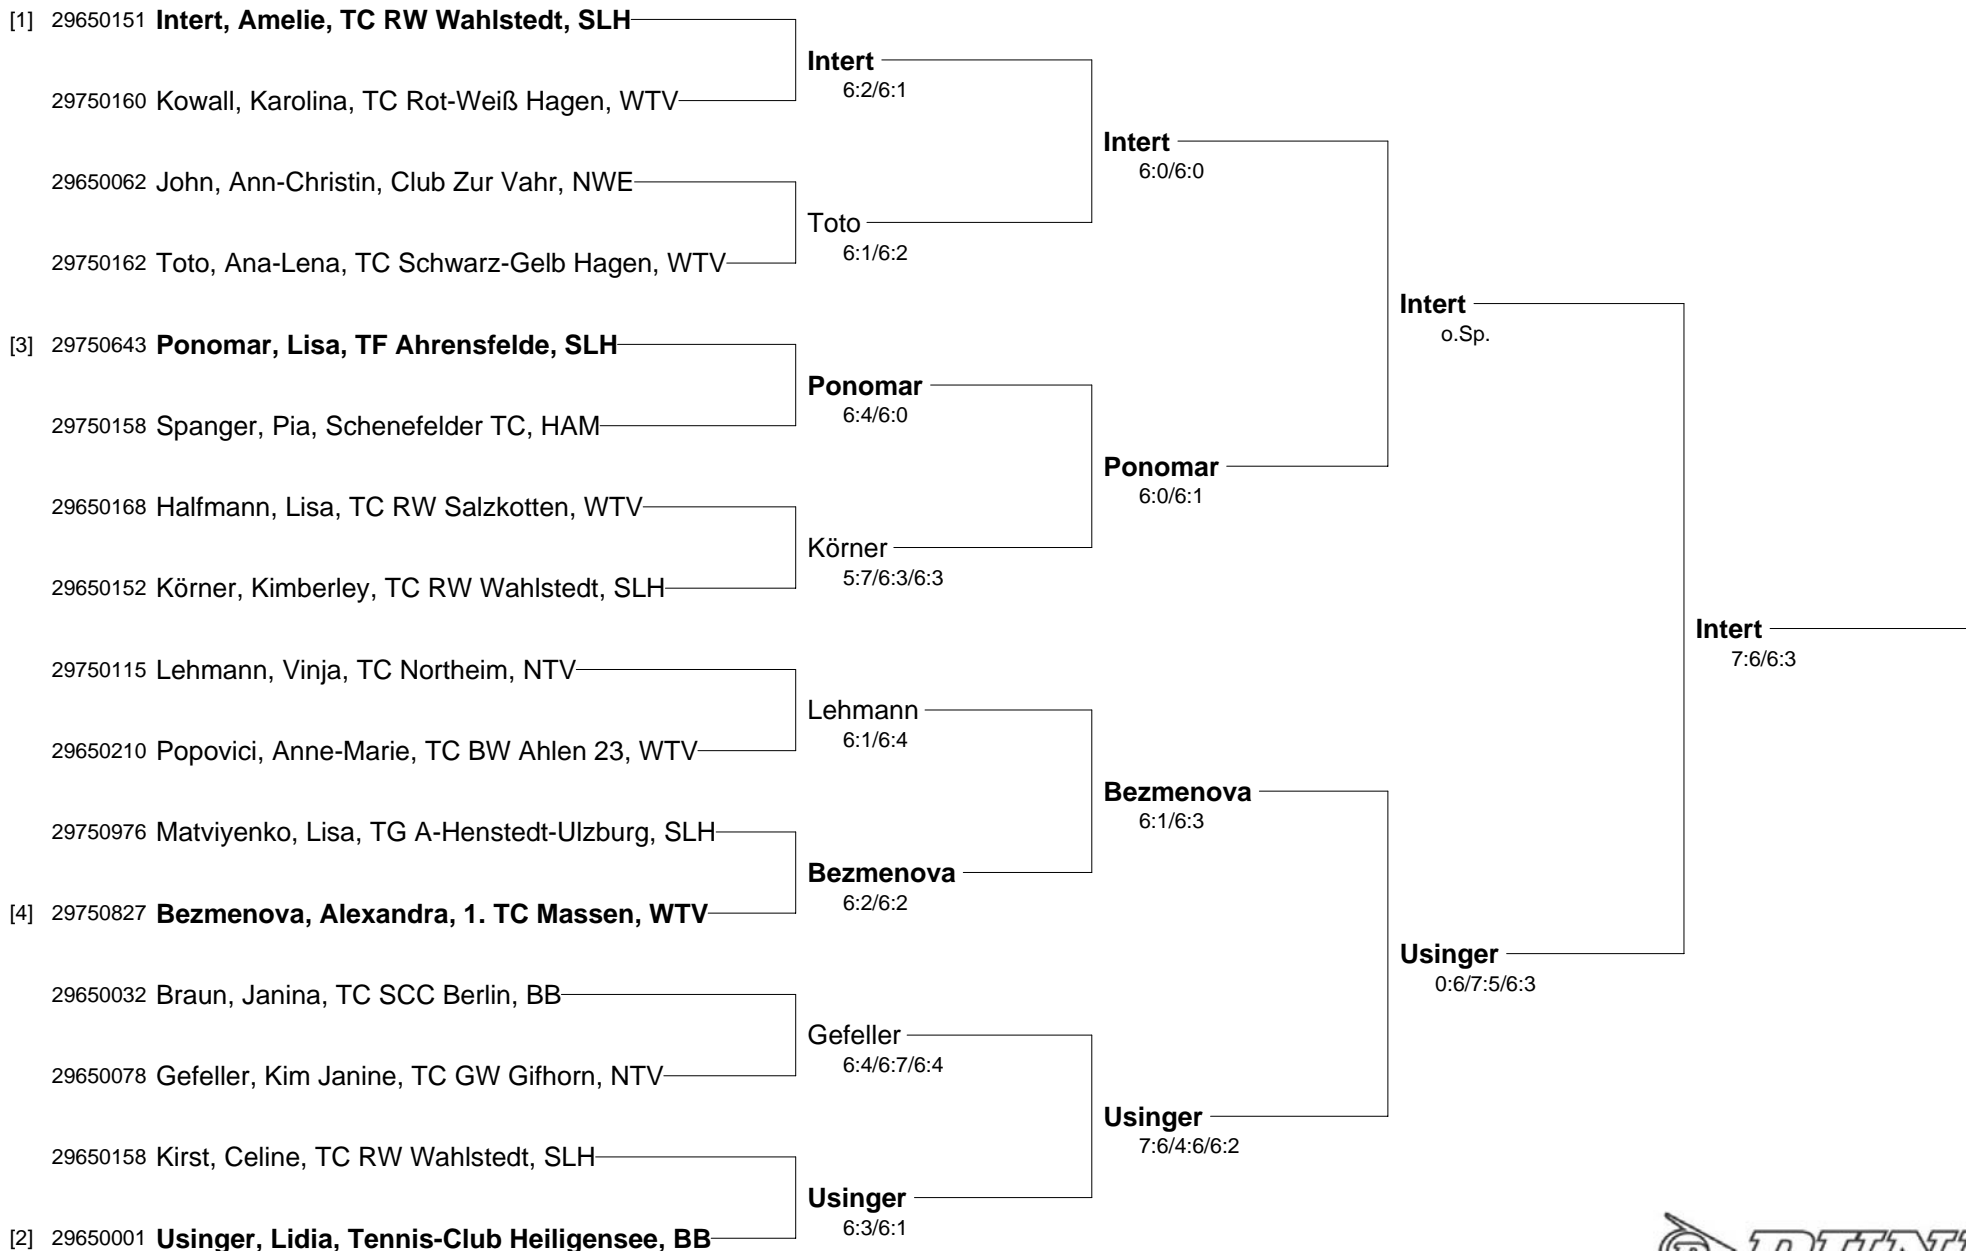 [1] 29650151 Intert, Amelie, TC RW Wahlstedt, SLH
Intert
6:2/6:1
29750160 Kowall, Karolina, TC Rot-Weiß Hagen, WTV
Intert
6:0/6:0
29650062 John, Ann-Christin, Club Zur Vahr, NWE
Toto
6:1/6:2
29750162 Toto, Ana-Lena, TC Schwarz-Gelb Hagen, WTV
Intert
o.Sp.
[3] 29750643 Ponomar, Lisa, TF Ahrensfelde, SLH
Ponomar
6:4/6:0
29750158 Spanger, Pia, Schenefelder TC, HAM
Ponomar
6:0/6:1
29650168 Halfmann, Lisa, TC RW Salzkotten, WTV
Körner
5:7/6:3/6:3
29650152 Körner, Kimberley, TC RW Wahlstedt, SLH
Intert
7:6/6:3
29750115 Lehmann, Vinja, TC Northeim, NTV
Lehmann
6:1/6:4
29650210 Popovici, Anne-Marie, TC BW Ahlen 23, WTV
Bezmenova
6:1/6:3
29750976 Matviyenko, Lisa, TG A-Henstedt-Ulzburg, SLH
Bezmenova
6:2/6:2
[4] 29750827 Bezmenova, Alexandra, 1. TC Massen, WTV
Usinger
0:6/7:5/6:3
29650032 Braun, Janina, TC SCC Berlin, BB
Gefeller
6:4/6:7/6:4
29650078 Gefeller, Kim Janine, TC GW Gifhorn, NTV
Usinger
7:6/4:6/6:2
29650158 Kirst, Celine, TC RW Wahlstedt, SLH
Usinger
6:3/6:1
[2] 29650001 Usinger, Lidia, Tennis-Club Heiligensee, BB